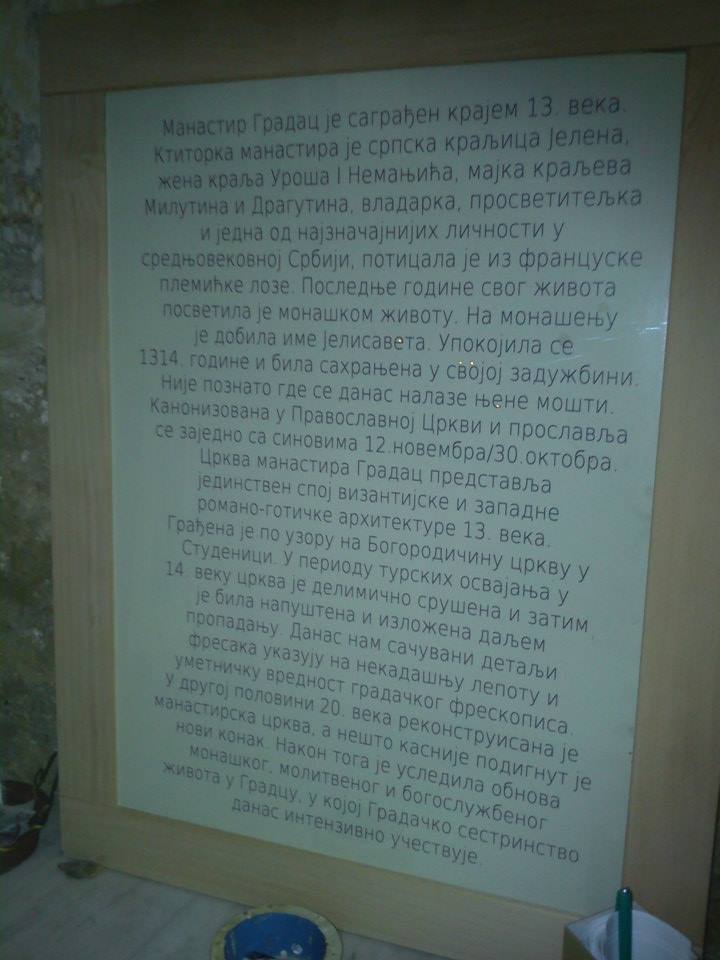 Манастир Градац је саграђен крајем 13. века.
Ктиторка манастира је српска краљица Јелена,
жена краља Уроша I Немањића, мајка краљева
Милутина и Драгутина, владарка, просветитељка
и једна од најзначајнијих личности у
средњовековној Србији, потицала је из француске
племићке лозе. Последње године свог живота
посветила је монашком животу. На монашењу
је добила име Јелисавета. Упокојила се
1314. године и била сахрањена у својој задужбини.
Није познато где се данас налазе њене мошти.
Канонизована у Православној Цркви и прославља
се заједно са синовима 12.новембра/30.октобра.
Црква манастира Градац представља
јединствен спој византијске и западне
романо-готичке архитектуре 13. века.
Грађена је по узору на Богородичину цркву у
Студеници. У периоду турских освајања у
14. веку црква је делимично срушена и затим
је била напуштена и изложена даљем
пропадању. Данас нам сачувани детаљи
фресака указују на некадашњу лепоту и
уметничку вредност градачког фрескописа.
У другој половини 20. века реконструисана је
манастирска црква, а нешто касније подигнут је
нови конак. Након тога је уследила обнова
монашког, молитвеног и богослужбеног
живота у Градцу, у којој Градачко сестринство
данас интензивно учествује.